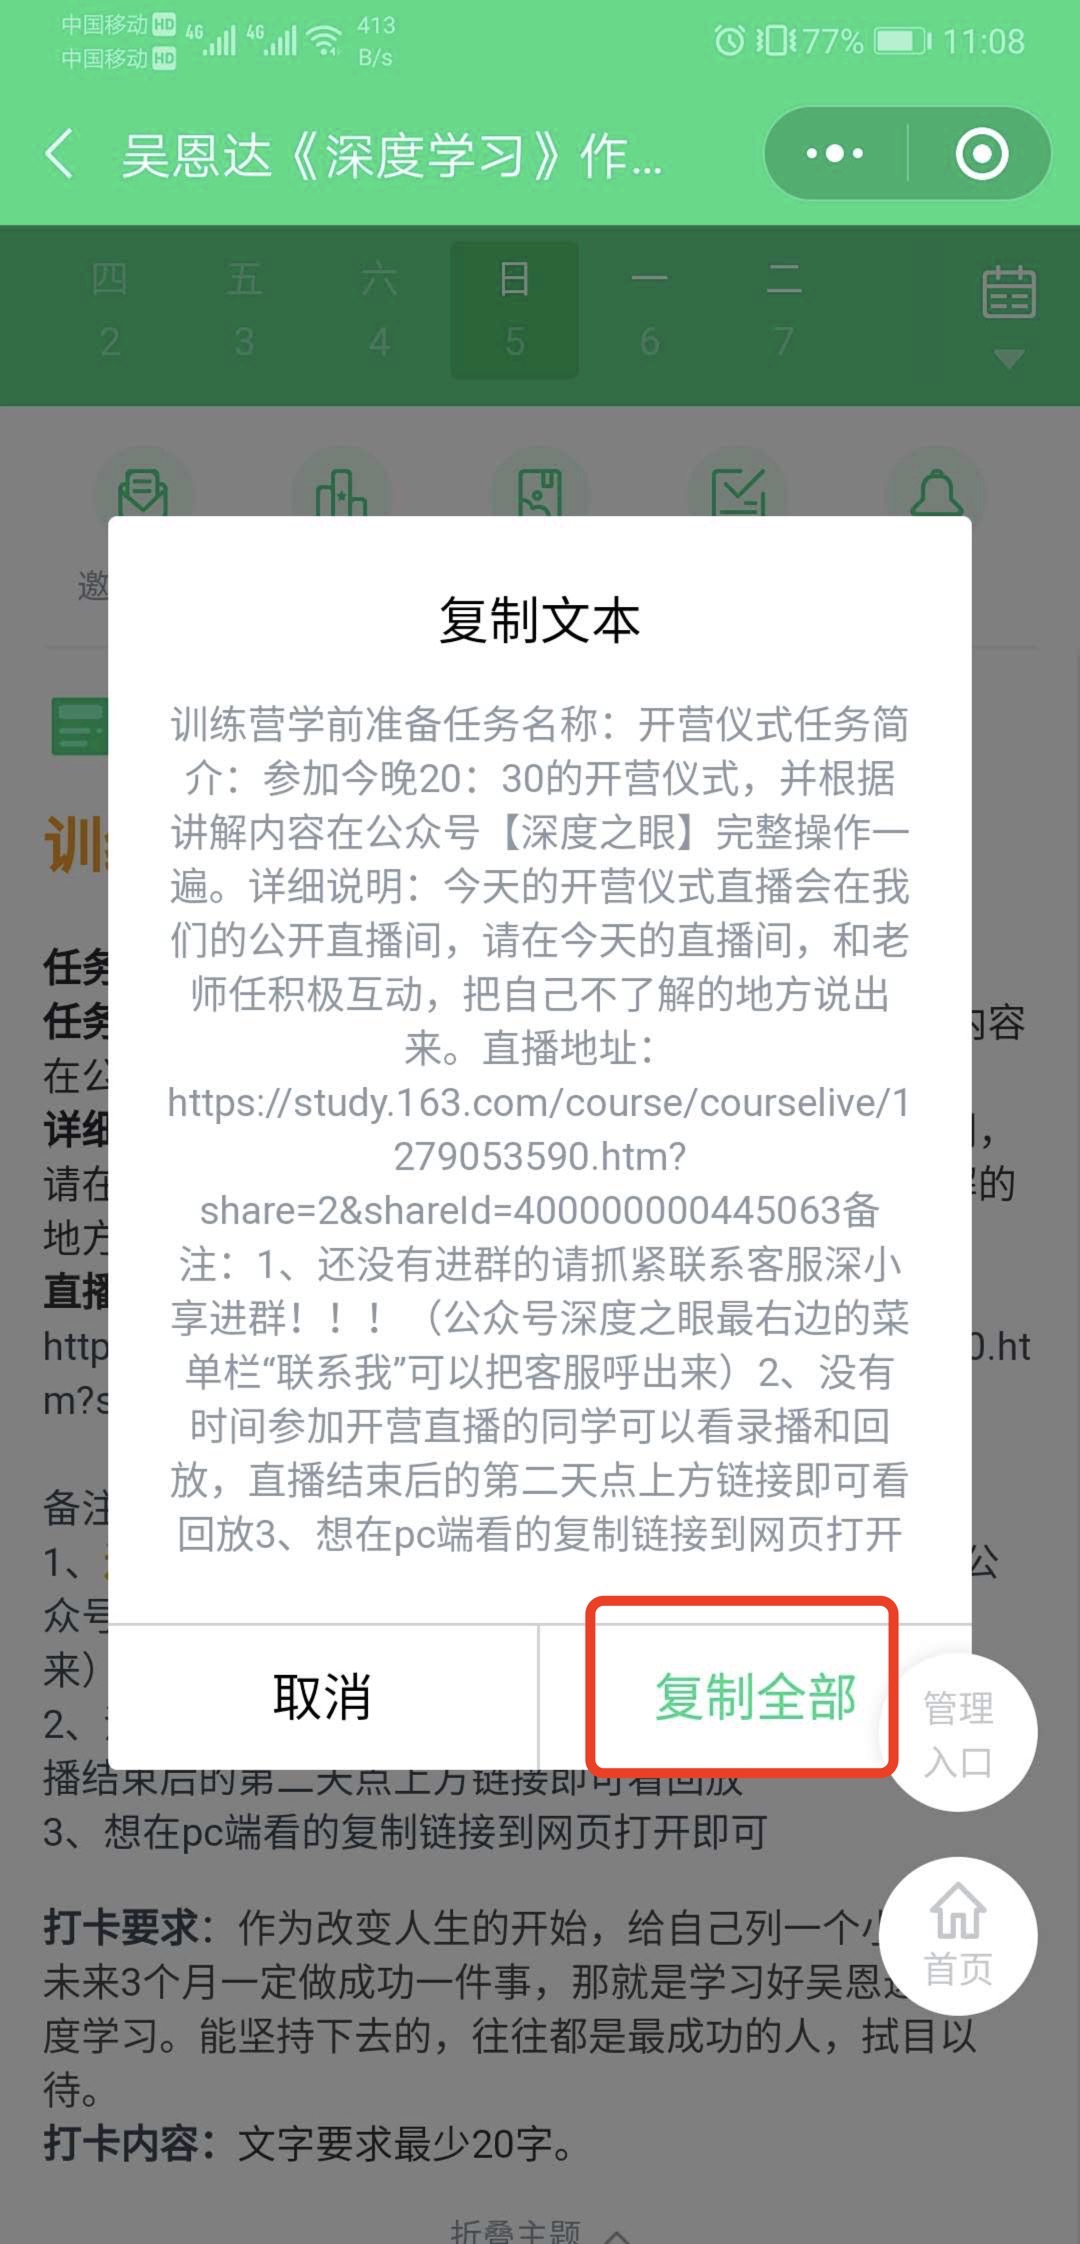 中国移动HD 4G 4G 413 77% 11:08
中国移动HD B/s
吴恩达《深度学习》作...
四 五 六 日 一 二
2 3 4 5 6 7
邀
复制文本
训练营学前准备任务名称：开营仪式任务简
介：参加今晚20：30的开营仪式，并根据
讲解内容在公众号【深度之眼】完整操作一
遍。详细说明：今天的开营仪式直播会在我
们的公开直播间，请在今天的直播间，和老
师任积极互动，把自己不了解的地方说出
来。直播地址：
https://study.163.com/course/courselive/1
279053590.htm?
share=2&shareId=400000000445063备
注：1、还没有进群的请抓紧联系客服深小
享进群！！！（公众号深度之眼最右边的菜
单栏“联系我”可以把客服呼出来）2、没有
时间参加开营直播的同学可以看录播和回
放，直播结束后的第二天点上方链接即可看
回放3、想在pc端看的复制链接到网页打开
取消 复制全部
训
任务
任务 内容
在公
详细 ，
请在 的
地方
直播
http 0.ht
m?s
备注
1、 公
众号
来）
2、
播结束后的第二天点上方链接即可看回放
3、想在pc端看的复制链接到网页打开即可
管理
入口
打卡要求：作为改变人生的开始，给自己列一个小
未来3个月一定做成功一件事，那就是学习好吴恩达
度学习。能坚持下去的，往往都是最成功的人，拭目以
待。
首页
打卡内容：文字要求最少20字。
折叠主题